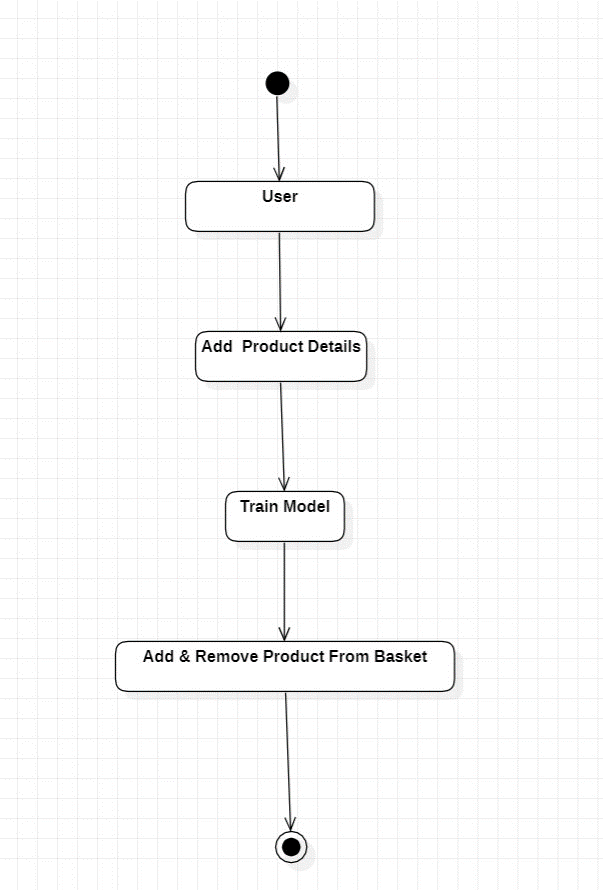 User
Add  Product Details
Train Model
Add & Remove Product From Basket